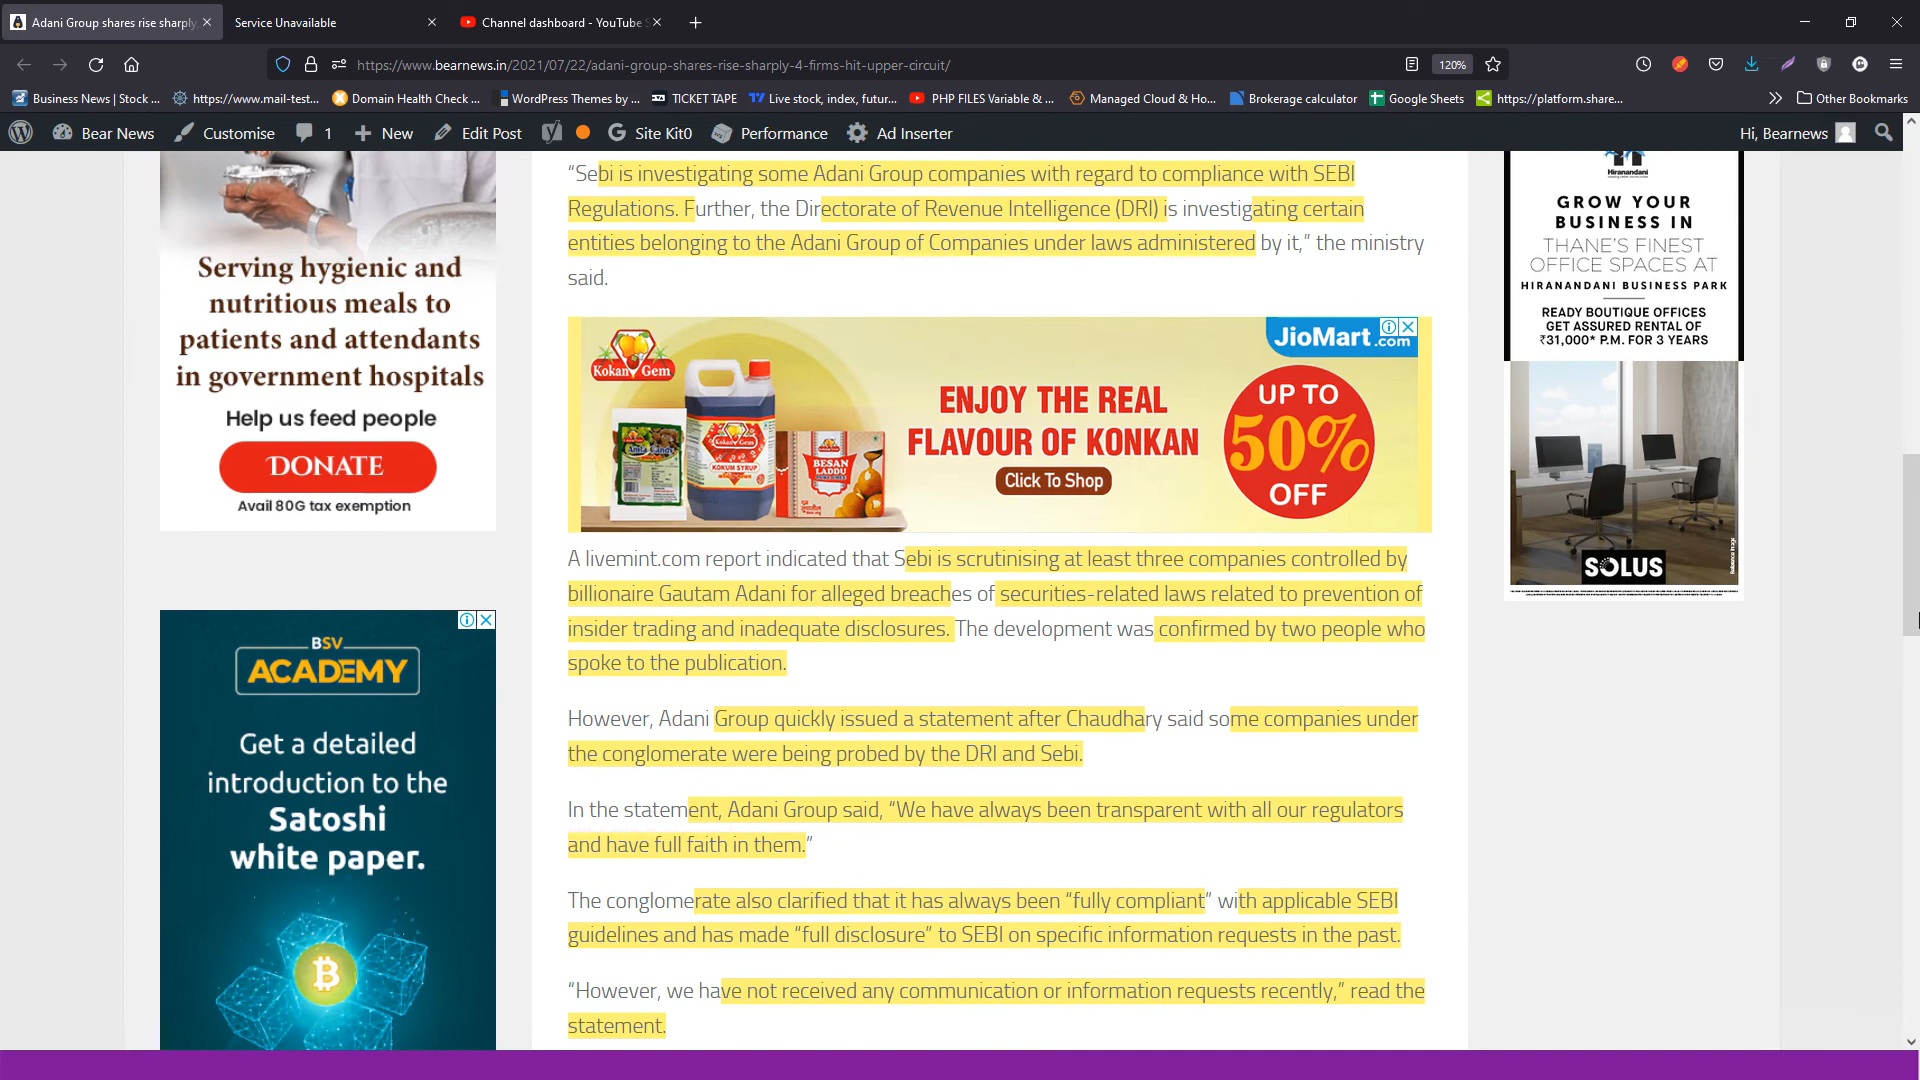 Adani Group shares rise sharply
Service Unavailable
Channel dashboard - YouTube S
https://www.bearnews.in/2021/07/22/adani-group-shares-rise-sharply-4-firms-hit-upper-circuit/
120%
Business News | Stock ...
https://www.mail-test...
Domain Health Check ...
WordPress Themes by ...
TICKET TAPE
Live stock, index, futur...
PHP FILES Variable & ...
Managed Cloud & Ho...
Brokerage calculator
Google Sheets
https://platform.share...
Other Bookmarks
Bear News
Customise
1
New
Edit Post
Site Kit0
Performance
Ad Inserter
Hi, Bearnews
Serving hygienic and
nutritious meals to
patients and attendants
in government hospitals
Help us feed people
DONATE
Avail 80G tax exemption
BSV
ACADEMY
Get a detailed
introduction to the
Satoshi
white paper.
“Sebi is investigating some Adani Group companies with regard to compliance with SEBI
Regulations. Further, the Directorate of Revenue Intelligence (DRI) is investigating certain
entities belonging to the Adani Group of Companies under laws administered by it,” the ministry
said.
Kokan Gem
KOKUM SYRUP
BESAN
LADDU
ENJOY THE REAL
FLAVOUR OF KONKAN
Click To Shop
JioMart.com
UP TO
50%
OFF
A livemint.com report indicated that Sebi is scrutinising at least three companies controlled by
billionaire Gautam Adani for alleged breaches of securities-related laws related to prevention of
insider trading and inadequate disclosures. The development was confirmed by two people who
spoke to the publication.
However, Adani Group quickly issued a statement after Chaudhary said some companies under
the conglomerate were being probed by the DRI and Sebi.
In the statement, Adani Group said, “We have always been transparent with all our regulators
and have full faith in them.”
The conglomerate also clarified that it has always been “fully compliant” with applicable SEBI
guidelines and has made “full disclosure” to SEBI on specific information requests in the past.
“However, we have not received any communication or information requests recently,” read the
statement.
Hiranandani
GROW YOUR
BUSINESS IN
THANE'S FINEST
OFFICE SPACES AT
HIRANANDANI BUSINESS PARK
READY BOUTIQUE OFFICES
GET ASSURED RENTAL OF
₹31,000* P.M. FOR 3 YEARS
SOLUS